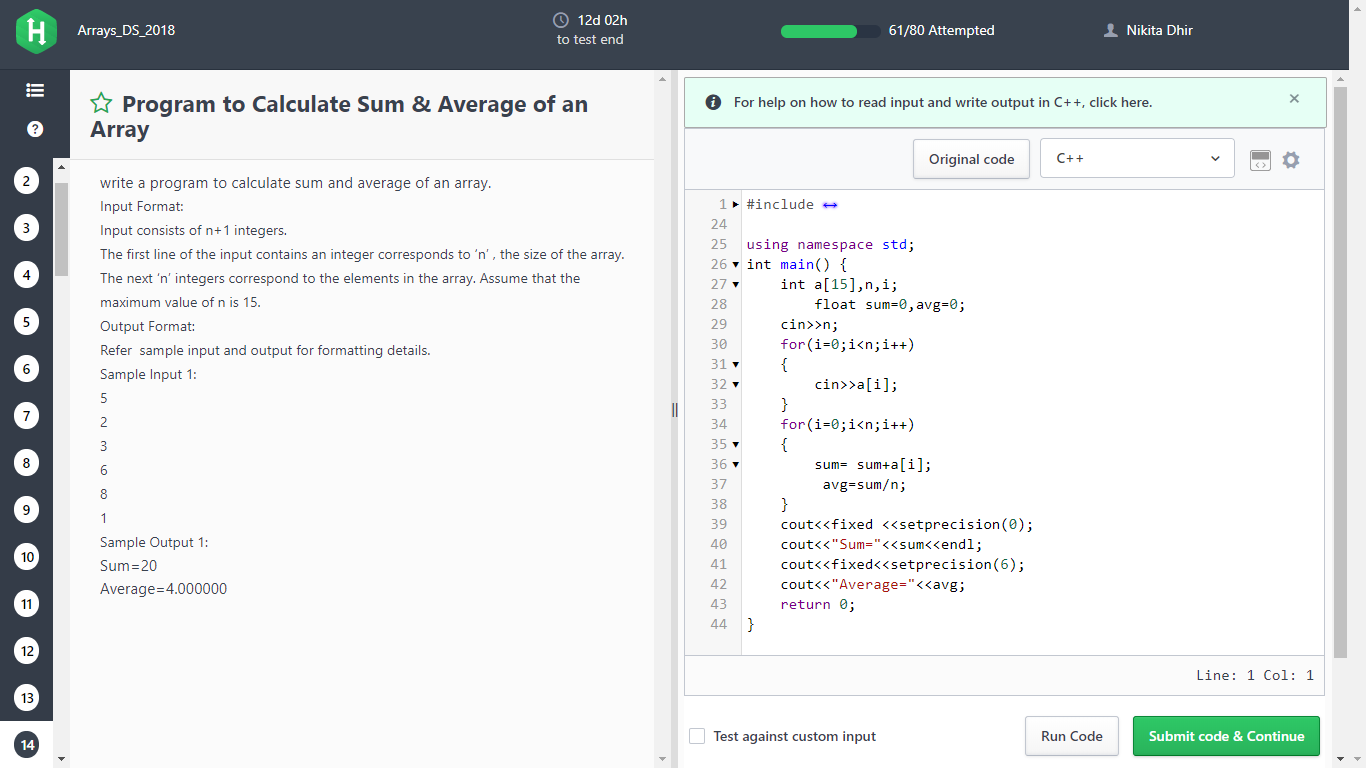 Arrays_DS_2018
12d 02h
to test end
61/80 Attempted
Nikita Dhir
Program to Calculate Sum & Average of an
Array
write a program to calculate sum and average of an array.
Input Format:
Input consists of n+1 integers.
The first line of the input contains an integer corresponds to ‘n’ , the size of the array.
The next ‘n’ integers correspond to the elements in the array. Assume that the
maximum value of n is 15.
Output Format:
Refer  sample input and output for formatting details.
Sample Input 1:
5
2
3
6
8
1
Sample Output 1:
Sum=20
Average=4.000000
2
3
4
5
6
7
8
9
10
11
12
13
14
For help on how to read input and write output in C++, click here.
Original code
C++
1 #include
24
25 using namespace std;
26 int main() {
27     int a[15],n,i;
28         float sum=0,avg=0;
29     cin>>n;
30     for(i=0;i<n;i++)
31     {
32         cin>>a[i];
33     }
34     for(i=0;i<n;i++)
35     {
36         sum= sum+a[i];
37          avg=sum/n;
38     }
39     cout<<fixed <<setprecision(0);
40     cout<<"Sum="<<sum<<endl;
41     cout<<fixed<<setprecision(6);
42     cout<<"Average="<<avg;
43     return 0;
44 }
Line: 1 Col: 1
Test against custom input
Run Code
Submit code & Continue